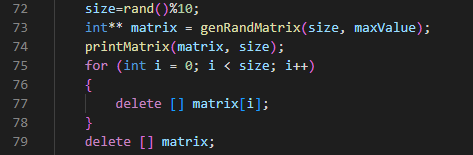 72 size=rand()%10;
73 int** matrix = genRandMatrix(size, maxValue);
74 printMatrix(matrix, size);
75 for (int i = 0; i < size; i++)
76 {
77 delete [] matrix[i];
78 }
79 delete [] matrix;